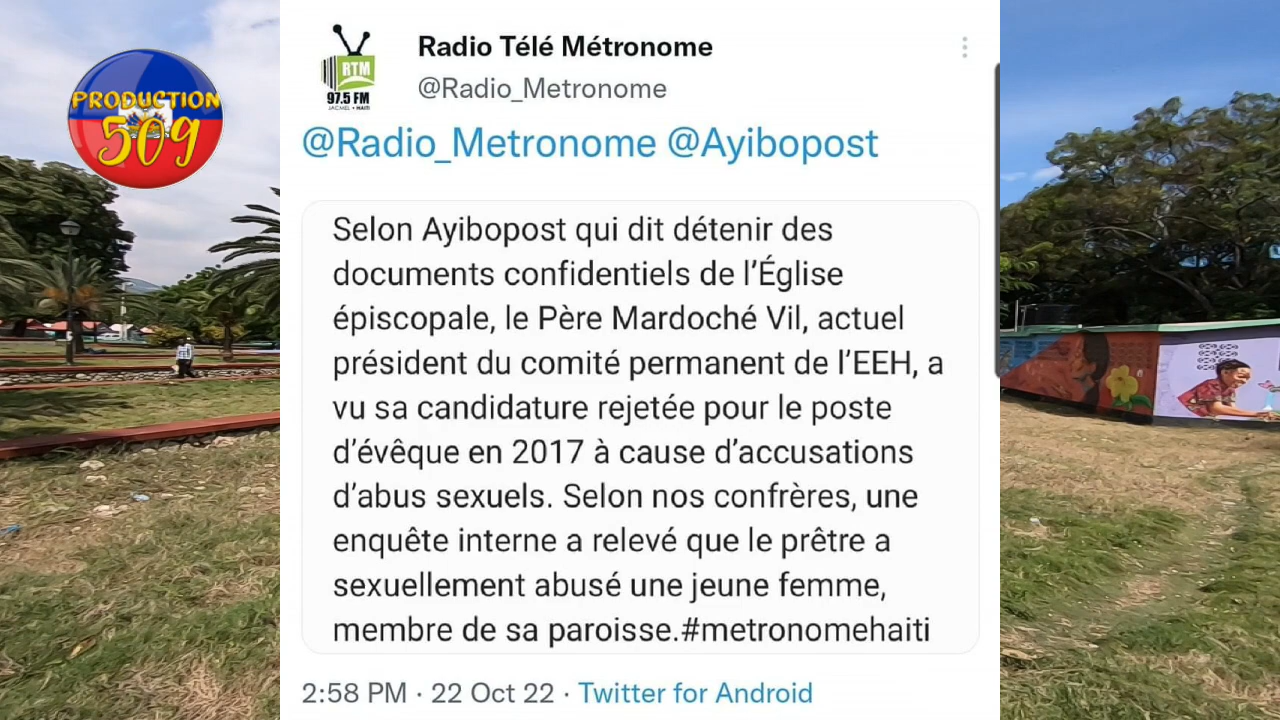 PRODUCTION
509
RTM
97.5 FM
JACMEL • HAITI
Radio Télé Métronome
@Radio_Metronome
@Radio_Metronome @Ayibopost
Selon Ayibopost qui dit détenir des
documents confidentiels de l’Église
épiscopale, le Père Mardoché Vil, actuel
président du comité permanent de l’EEH, a
vu sa candidature rejetée pour le poste
d’évêque en 2017 à cause d’accusations
d’abus sexuels. Selon nos confrères, une
enquête interne a relevé que le prêtre a
sexuellement abusé une jeune femme,
membre de sa paroisse.#metronomehaiti
2:58 PM · 22 Oct 22 · Twitter for Android